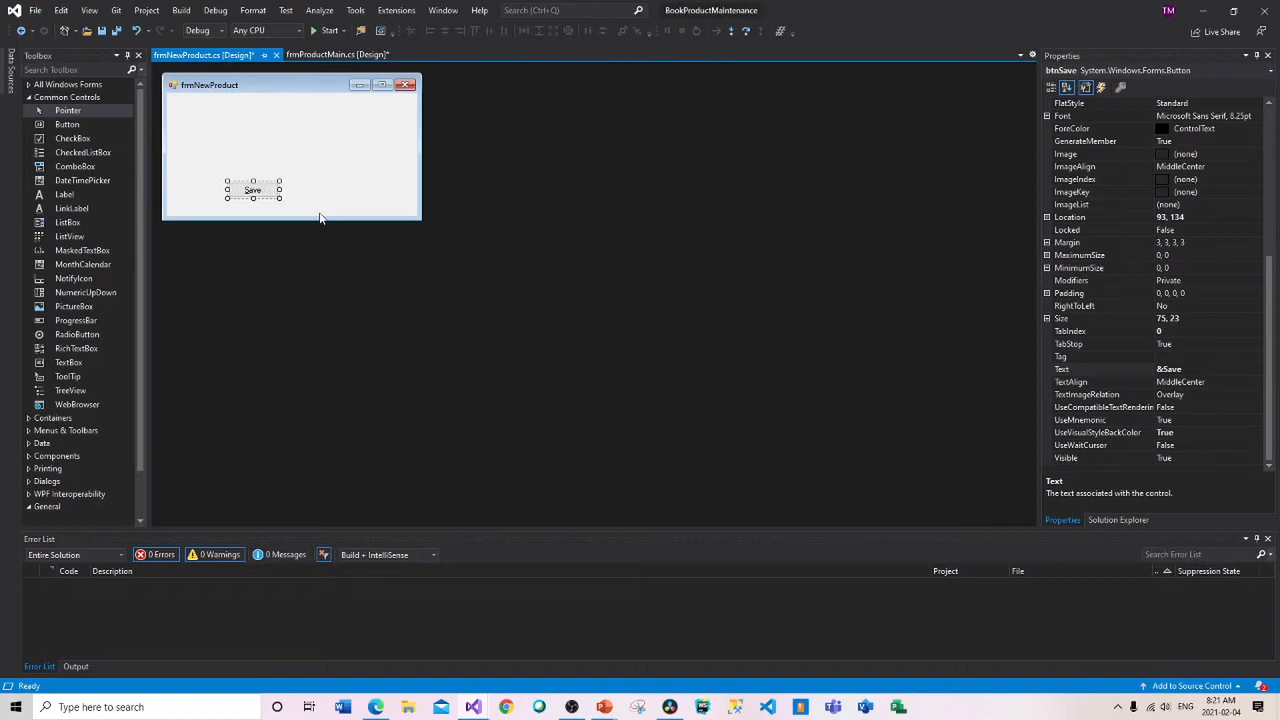 File Edit View Git Project Build Debug Format Test Analyze Tools Extensions Window Help Search (Ctrl+Q) BookProductMaintenance TM
Debug Any CPU Start Live Share
Data Sources
Toolbox
Search Toolbox
All Windows Forms
Common Controls
Pointer
Button
CheckBox
CheckedListBox
ComboBox
DateTimePicker
Label
LinkLabel
ListBox
ListView
MaskedTextBox
MonthCalendar
NotifyIcon
NumericUpDown
PictureBox
ProgressBar
RadioButton
RichTextBox
TextBox
ToolTip
TreeView
WebBrowser
Containers
Menus & Toolbars
Data
Components
Printing
Dialogs
WPF Interoperability
General
frmNewProduct.cs [Design]* frmProductMain.cs [Design]*
frmNewProduct
Save
Properties
btnSave System.Windows.Forms.Button
FlatStyle Standard
Font Microsoft Sans Serif, 8.25pt
ForeColor ControlText
GenerateMember True
Image (none)
ImageAlign MiddleCenter
ImageIndex (none)
ImageKey (none)
ImageList (none)
Location 93, 134
Locked False
Margin 3, 3, 3, 3
MaximumSize 0, 0
MinimumSize 0, 0
Modifiers Private
Padding 0, 0, 0, 0
RightToLeft No
Size 75, 23
TabIndex 0
TabStop True
Tag
Text &Save
TextAlign MiddleCenter
TextImageRelation Overlay
UseCompatibleTextRenderin False
UseMnemonic True
UseVisualStyleBackColor True
UseWaitCursor False
Visible True
Text
The text associated with the control.
Properties Solution Explorer
Error List
Entire Solution 0 Errors 0 Warnings 0 Messages Build + IntelliSense Search Error List
Code Description Project File Suppression State
Error List Output
Ready Add to Source Control 2
Type here to search
8:21 AM
2021-02-04